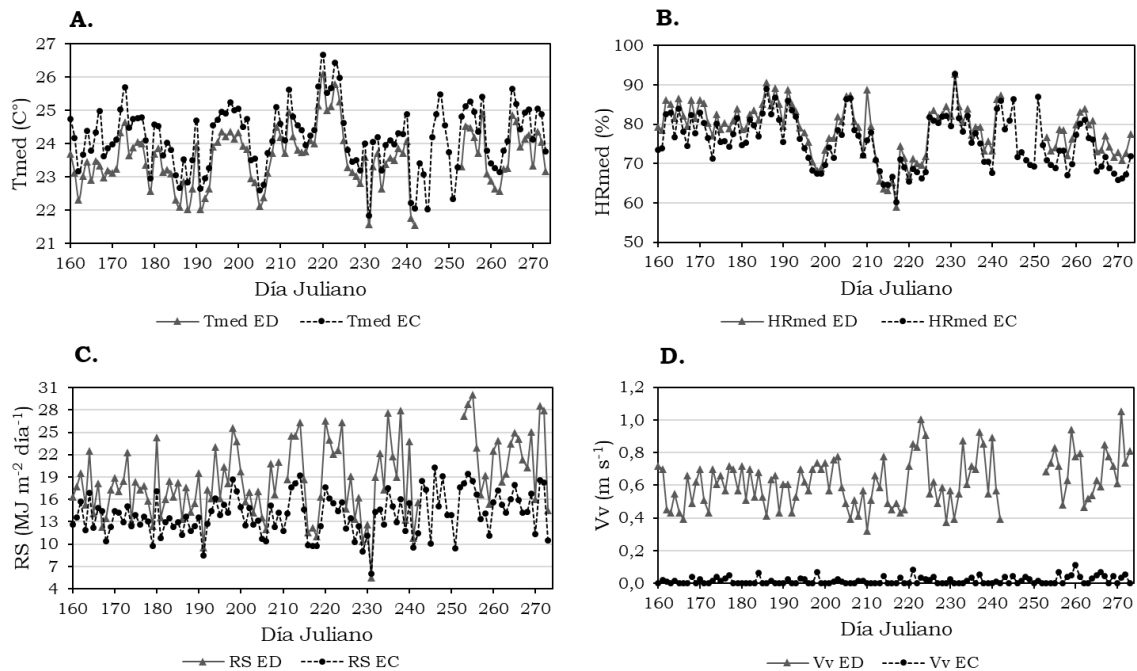 A.
27
26
25
24
23
22
21
Tmed (C°)
160 170 180 190 200 210 220 230 240 250 260 270
Día Juliano
Tmed ED Tmed EC
B.
100
90
80
70
60
50
HRmed (%)
160 170 180 190 200 210 220 230 240 250 260 270
Día Juliano
HRmed ED HRmed EC
C.
31
28
25
22
19
16
13
10
7
4
RS (MJ m⁻² día⁻¹)
160 170 180 190 200 210 220 230 240 250 260 270
Día Juliano
RS ED RS EC
D.
1,2
1,0
0,8
0,6
0,4
0,2
0,0
Vv (m s⁻¹)
160 170 180 190 200 210 220 230 240 250 260 270
Día Juliano
Vv ED Vv EC